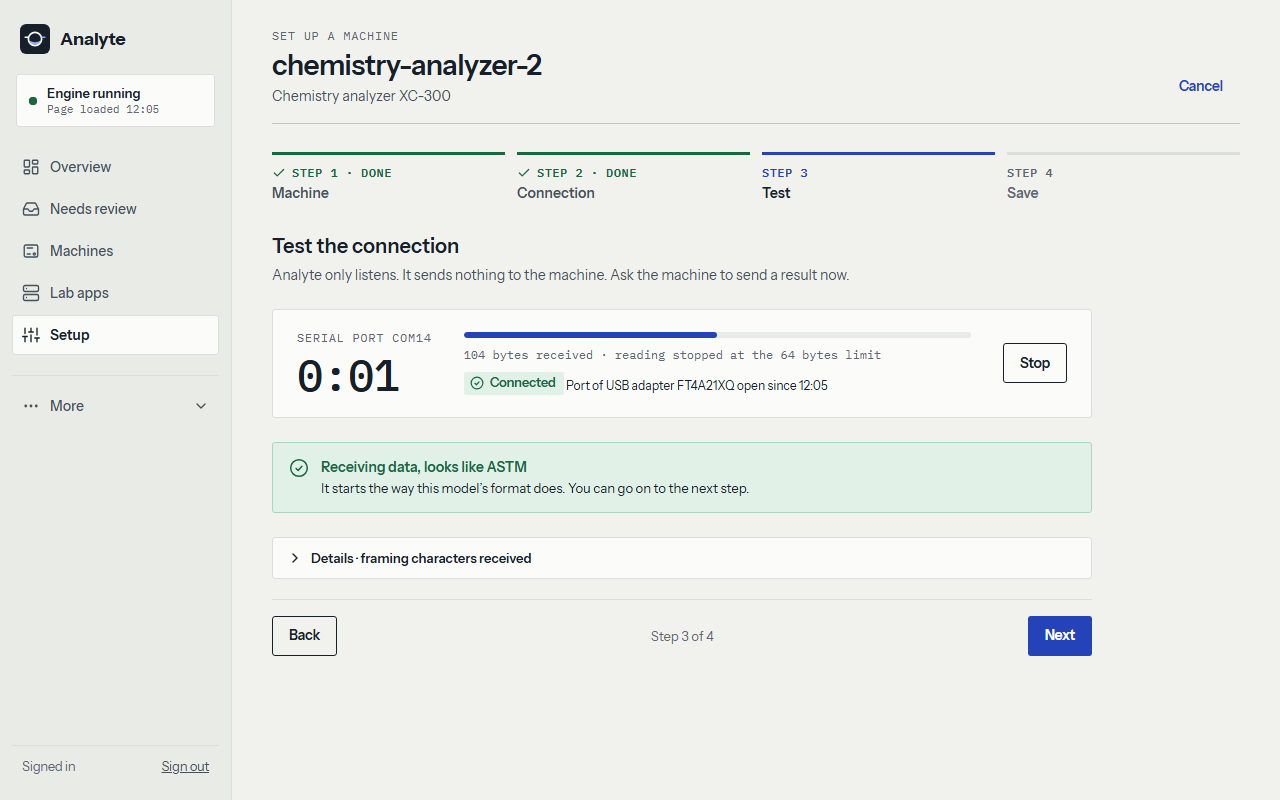 Analyte
Engine running
Page loaded 12:05
Overview
Needs review
Machines
Lab apps
Setup
More
Signed in
Sign out
SET UP A MACHINE
chemistry-analyzer-2
Chemistry analyzer XC-300
Cancel
STEP 1 · DONE
Machine
STEP 2 · DONE
Connection
STEP 3
Test
STEP 4
Save
Test the connection
Analyte only listens. It sends nothing to the machine. Ask the machine to send a result now.
SERIAL PORT COM14
0:01
104 bytes received · reading stopped at the 64 bytes limit
Connected Port of USB adapter FT4A21XQ open since 12:05
Stop
Receiving data, looks like ASTM
It starts the way this model’s format does. You can go on to the next step.
Details · framing characters received
Back
Step 3 of 4
Next